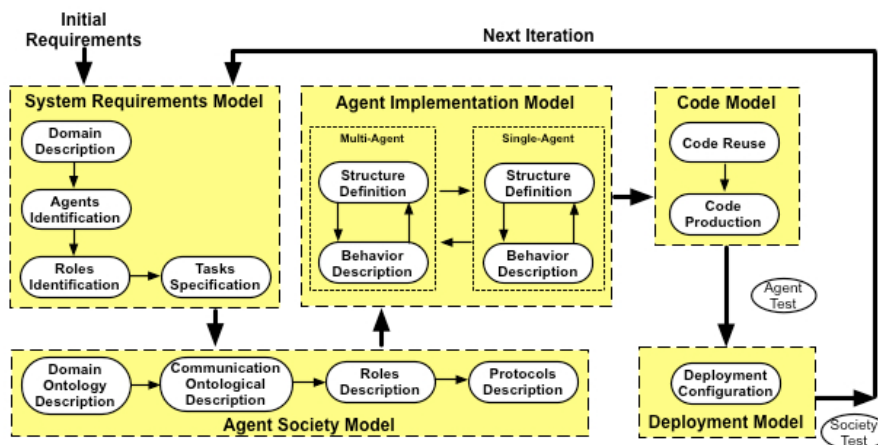 Initial
Requirements
Next Iteration
System Requirements Model
Domain
Description
Agents
Identification
Roles
Identification
Tasks
Specification
Agent Implementation Model
Multi-Agent
Structure
Definition
Behavior
Description
Single-Agent
Structure
Definition
Behavior
Description
Code Model
Code Reuse
Code
Production
Agent
Test
Domain
Ontology
Description
Communication
Ontological
Description
Roles
Description
Protocols
Description
Agent Society Model
Deployment
Configuration
Deployment Model
Society
Test